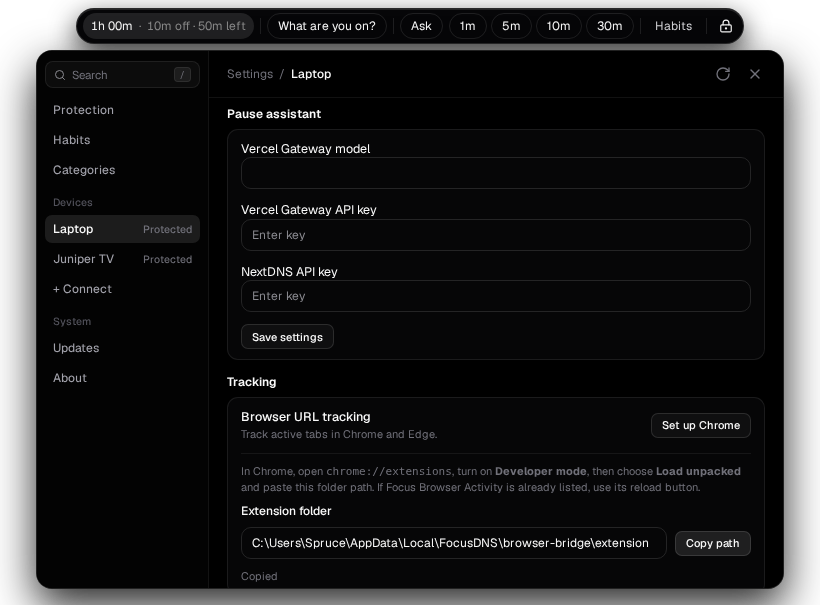 1h 00m · 10m off · 50m left
What are you on?
Ask
1m
5m
10m
30m
Habits
Search
/
Protection
Habits
Categories
Devices
Laptop Protected
Juniper TV Protected
+ Connect
System
Updates
About
Settings / Laptop
Pause assistant
Vercel Gateway model
Vercel Gateway API key
Enter key
NextDNS API key
Enter key
Save settings
Tracking
Browser URL tracking
Track active tabs in Chrome and Edge.
Set up Chrome
In Chrome, open chrome://extensions, turn on Developer mode, then choose Load unpacked
and paste this folder path. If Focus Browser Activity is already listed, use its reload button.
Extension folder
C:\Users\Spruce\AppData\Local\FocusDNS\browser-bridge\extension
Copy path
Copied